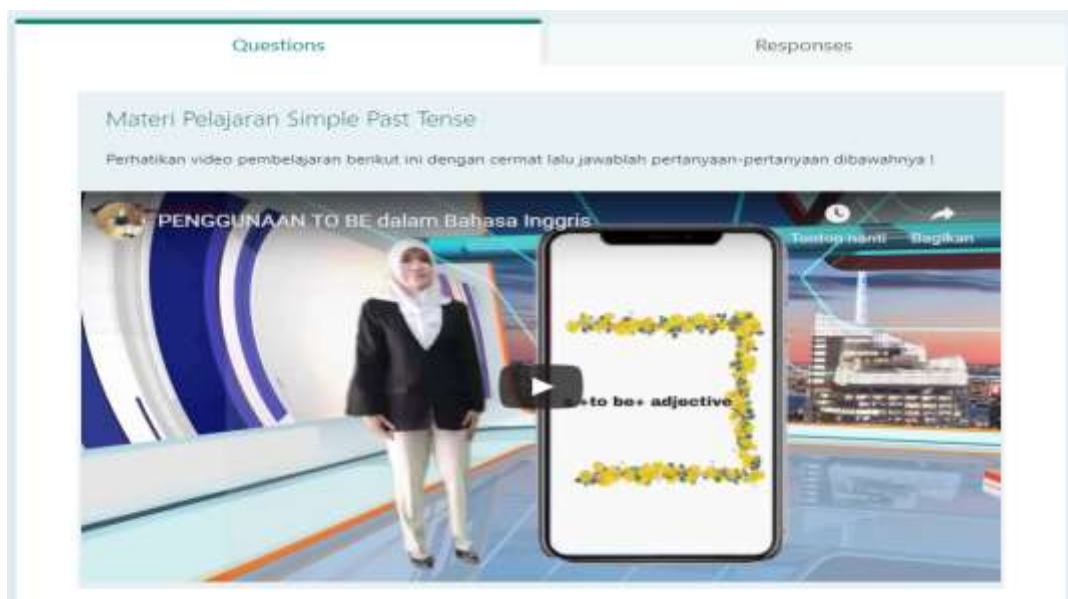 Questions
Responses
Materi Pelajaran Simple Past Tense
Perhatikan video pembelajaran berikut ini dengan cermat lalu jawablah pertanyaan-pertanyaan dibawahnya !
PENGGUNAAN TO BE dalam Bahasa Inggris
Tonton nanti
Bagikan
+to be+ adjective